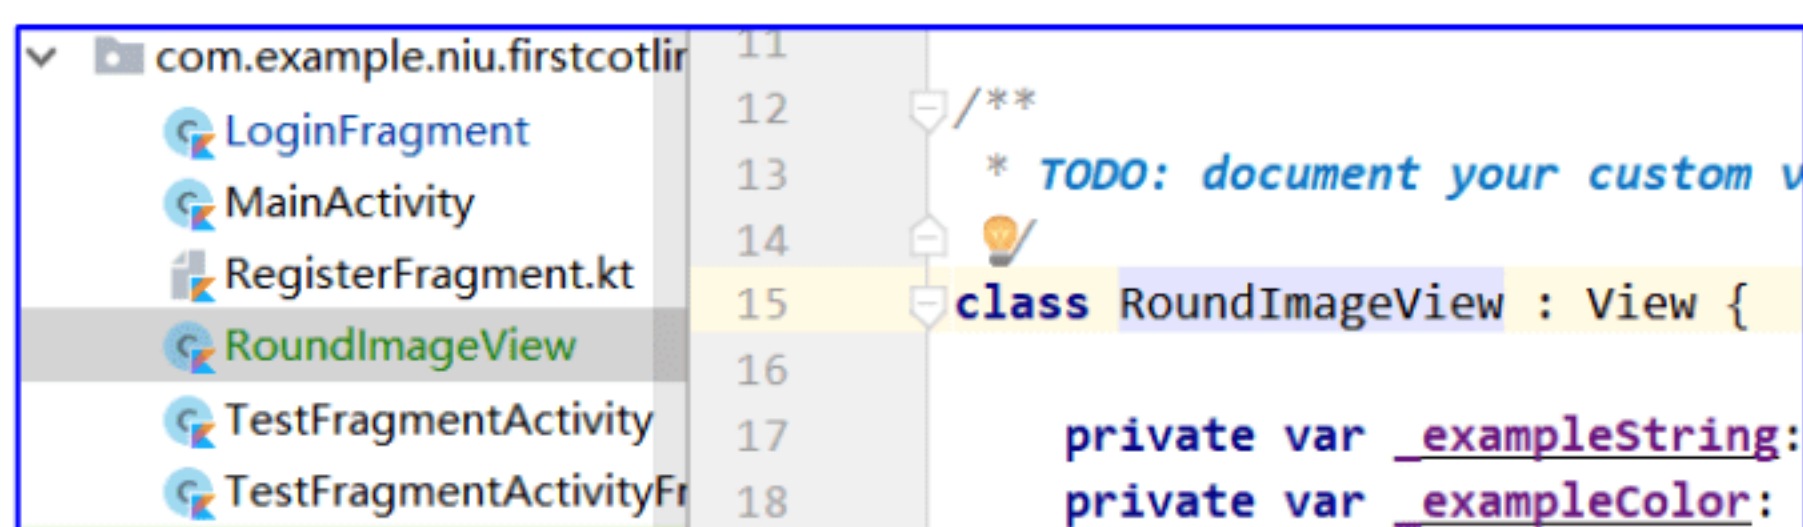 com.example.niu.firstcotlin
LoginFragment
MainActivity
RegisterFragment.kt
RoundImageView
TestFragmentActivity
TestFragmentActivityFr
11
12 /**
13 * TODO: document your custom v
14 /
15 class RoundImageView : View {
16
17 private var _exampleString:
18 private var _exampleColor: